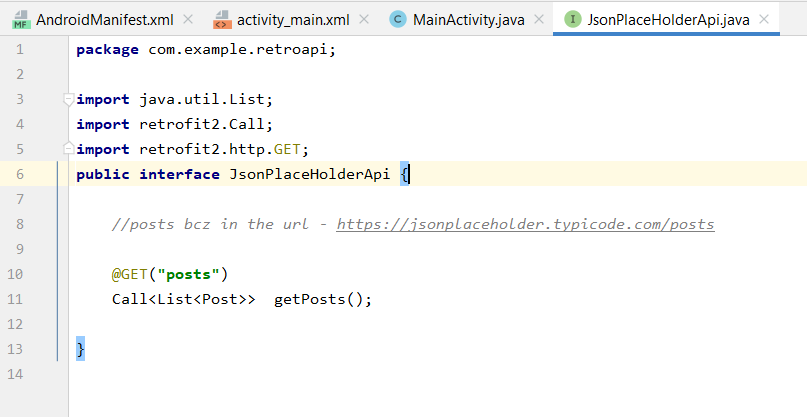 MF AndroidManifest.xml
<> activity_main.xml
C MainActivity.java
I JsonPlaceHolderApi.java
1 package com.example.retroapi;
2
3 import java.util.List;
4 import retrofit2.Call;
5 import retrofit2.http.GET;
6 public interface JsonPlaceHolderApi {
7
8 //posts bcz in the url - https://jsonplaceholder.typicode.com/posts
9
10 @GET("posts")
11 Call<List<Post>>  getPosts();
12
13 }
14